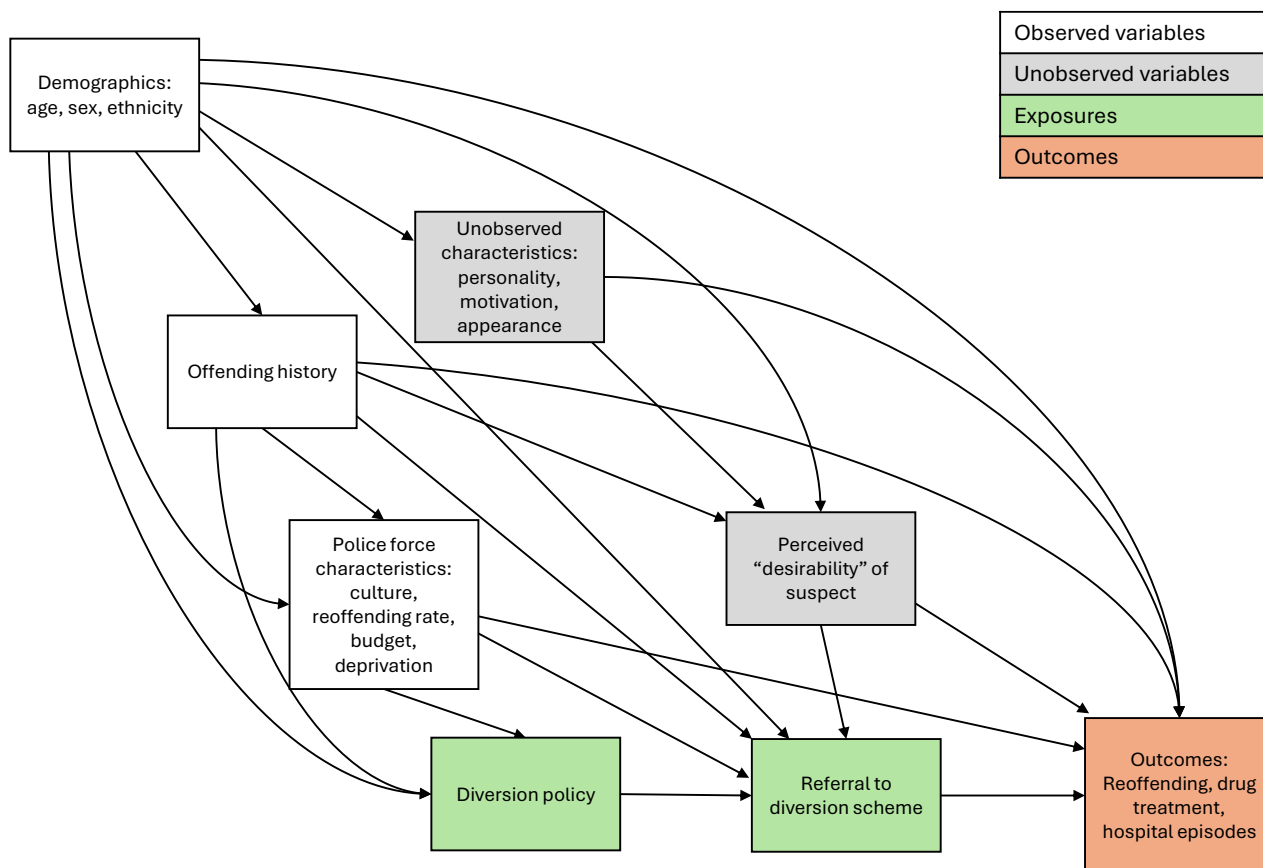 Observed variables
Unobserved variables
Exposures
Outcomes
Demographics:
age, sex, ethnicity
Unobserved
characteristics:
personality,
motivation,
appearance
Offending history
Police force
characteristics:
culture,
reoffending rate,
budget,
deprivation
Perceived
“desirability” of
suspect
Diversion policy
Referral to
diversion scheme
Outcomes:
Reoffending, drug
treatment,
hospital episodes